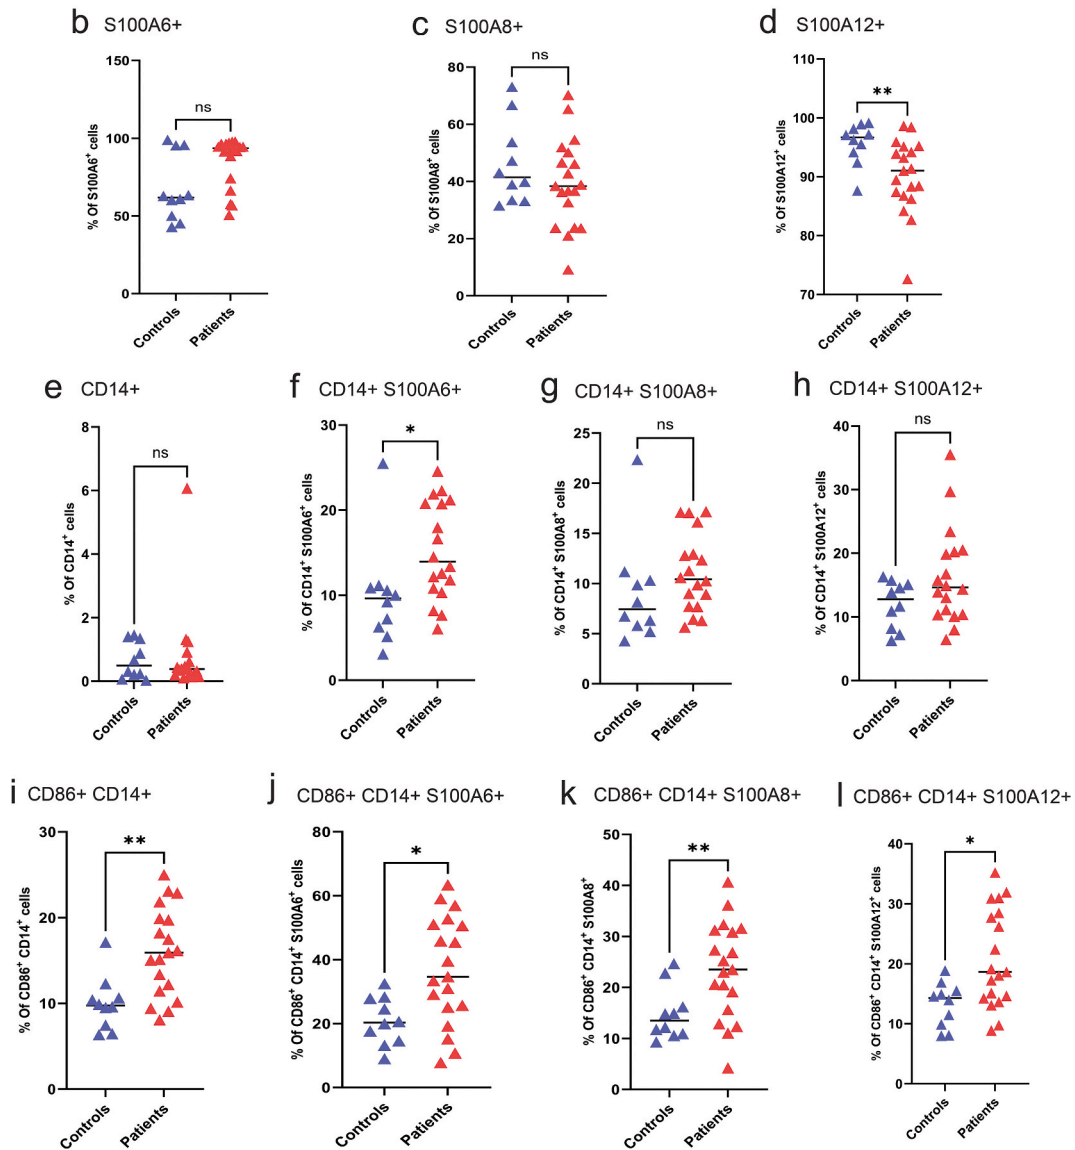 b S100A6+
c S100A8+
d S100A12+
150
100
50
0
% Of S100A6+ cells
ns
Controls
Patients
80
60
40
20
0
% Of S100A8+ cells
ns
Controls
Patients
110
100
90
80
70
% Of S100A12+ cells
**
Controls
Patients
e CD14+
f CD14+ S100A6+
g CD14+ S100A8+
h CD14+ S100A12+
8
6
4
2
0
% Of CD14+ cells
ns
Controls
Patients
30
20
10
0
% Of CD14+ S100A6+ cells
*
Controls
Patients
25
20
15
10
5
0
% Of CD14+ S100A8+ cells
ns
Controls
Patients
40
30
20
10
0
% Of CD14+ S100A12+ cells
ns
Controls
Patients
i CD86+ CD14+
j CD86+ CD14+ S100A6+
k CD86+ CD14+ S100A8+
l CD86+ CD14+ S100A12+
30
20
10
0
% Of CD86+ CD14+ cells
**
Controls
Patients
80
60
40
20
0
% Of CD86+ CD14+ S100A6+ cells
*
Controls
Patients
50
40
30
20
10
0
% Of CD86+ CD14+ S100A8+
**
Controls
Patients
40
30
20
10
0
% Of CD86+ CD14+ S100A12+ cells
*
Controls
Patients